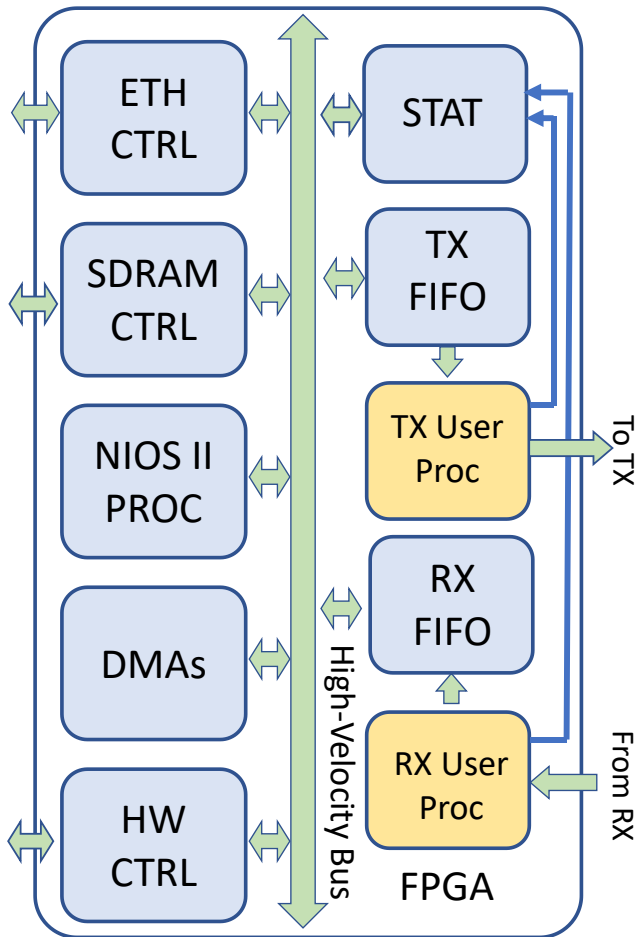 ETH
CTRL
SDRAM
CTRL
NIOS II
PROC
DMAs
HW
CTRL
High-Velocity Bus
STAT
TX
FIFO
TX User
Proc
To TX
RX
FIFO
RX User
Proc
From RX
FPGA